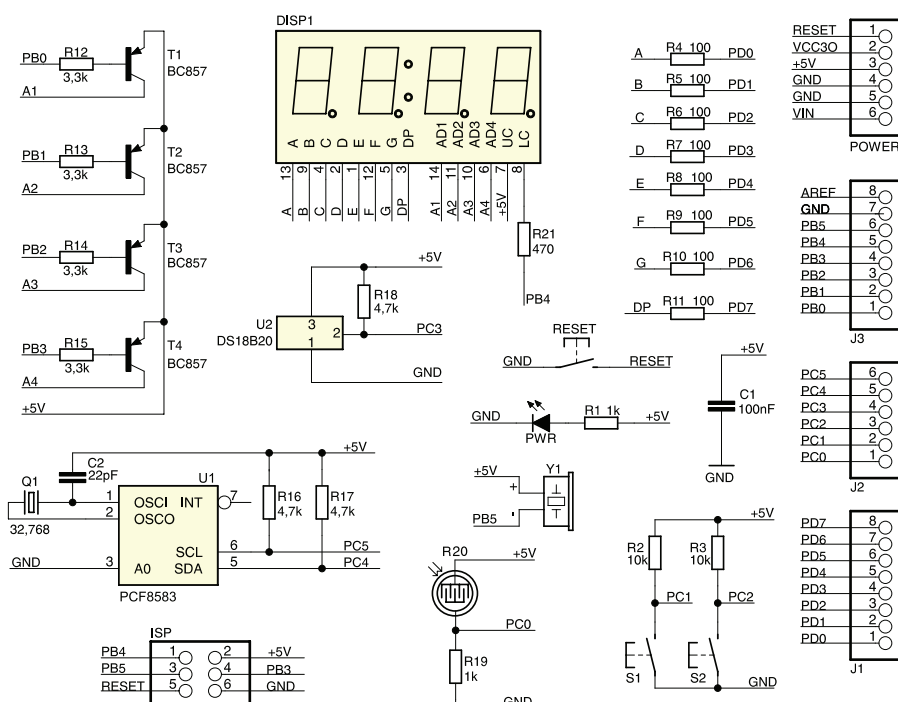 DISP1
PB0 R12 3,3k T1 BC857
A1
PB1 R13 3,3k T2 BC857
A2
PB2 R14 3,3k T3 BC857
A3
PB3 R15 3,3k T4 BC857
A4
+5V
A B C D E F G DP AD1 AD2 AD3 AD4 UC LC
13 9 4 2 1 12 5 3 14 11 10 6 7 8
A B C D E F G DP A1 A2 A3 A4 +5V
R21
470
PB4
A R4 100 PD0
B R5 100 PD1
C R6 100 PD2
D R7 100 PD3
E R8 100 PD4
F R9 100 PD5
G R10 100 PD6
DP R11 100 PD7
RESET 1
VCC3O 2
+5V 3
GND 4
GND 5
VIN 6
POWER
AREF 8
GND 7
PB5 6
PB4 5
PB3 4
PB2 3
PB1 2
PB0 1
J3
+5V
R18
4,7k
U2
DS18B20
3
2
1
PC3
GND
RESET
GND RESET
GND PWR R1 1k +5V
+5V
C1
100nF
GND
PC5 6
PC4 5
PC3 4
PC2 3
PC1 2
PC0 1
J2
C2
22pF
+5V
Q1
32,768
U1
1 OSCI INT 7
2 OSCO
SCL 6
3 A0 SDA 5
GND
PCF8583
R16
4,7k
R17
4,7k
PC5
PC4
+5V Y1
+
-
PB5
R20
+5V
PC0
R19
1k
GND
+5V
R2
10k
R3
10k
PC1
PC2
S1
S2
GND
PD7 8
PD6 7
PD5 6
PD4 5
PD3 4
PD2 3
PD1 2
PD0 1
J1
ISP
PB4 1 2 +5V
PB5 3 4 PB3
RESET 5 6 GND